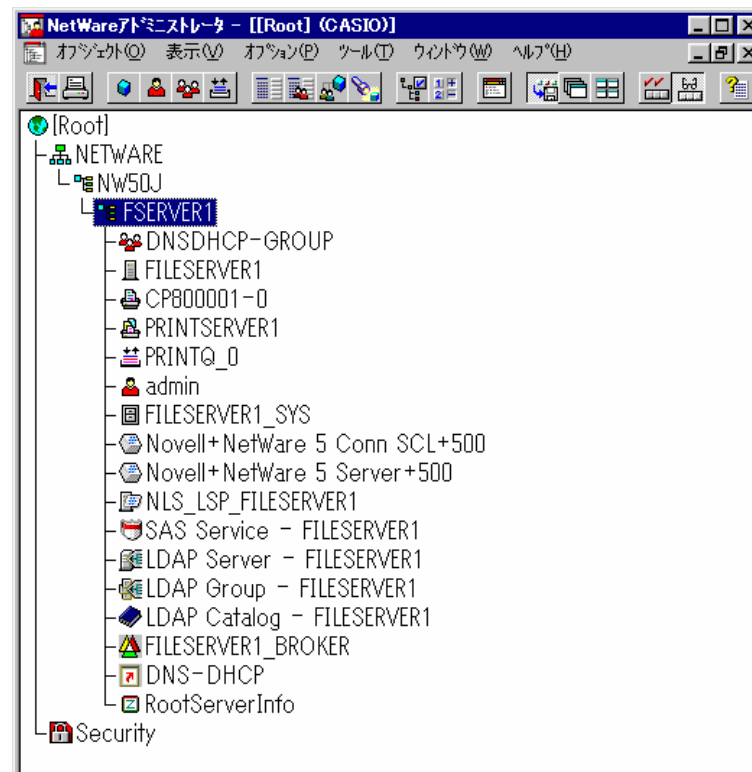 NetWareｱﾄﾞﾐﾆｽﾄﾚｰﾀ - [[Root] (CASIO)]
ｵﾌﾞｼﾞｪｸﾄ(O) 表示(V) ｵﾌﾟｼｮﾝ(P) ﾂｰﾙ(T) ｳｨﾝﾄﾞｳ(W) ﾍﾙﾌﾟ(H)
[Root]
NETWARE
NW50J
FSERVER1
DNSDHCP-GROUP
FILESERVER1
CP800001-0
PRINTSERVER1
PRINTQ_0
admin
FILESERVER1_SYS
Novell+NetWare 5 Conn SCL+500
Novell+NetWare 5 Server+500
NLS_LSP_FILESERVER1
SAS Service - FILESERVER1
LDAP Server - FILESERVER1
LDAP Group - FILESERVER1
LDAP Catalog - FILESERVER1
FILESERVER1_BROKER
DNS-DHCP
RootServerInfo
Security